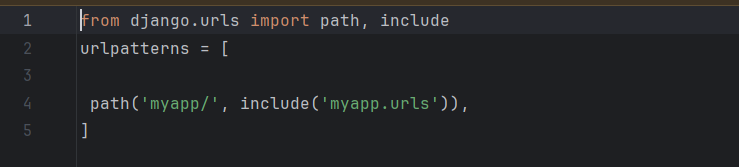 1 from django.urls import path, include
2 urlpatterns = [
3
4  path('myapp/', include('myapp.urls')),
5 ]